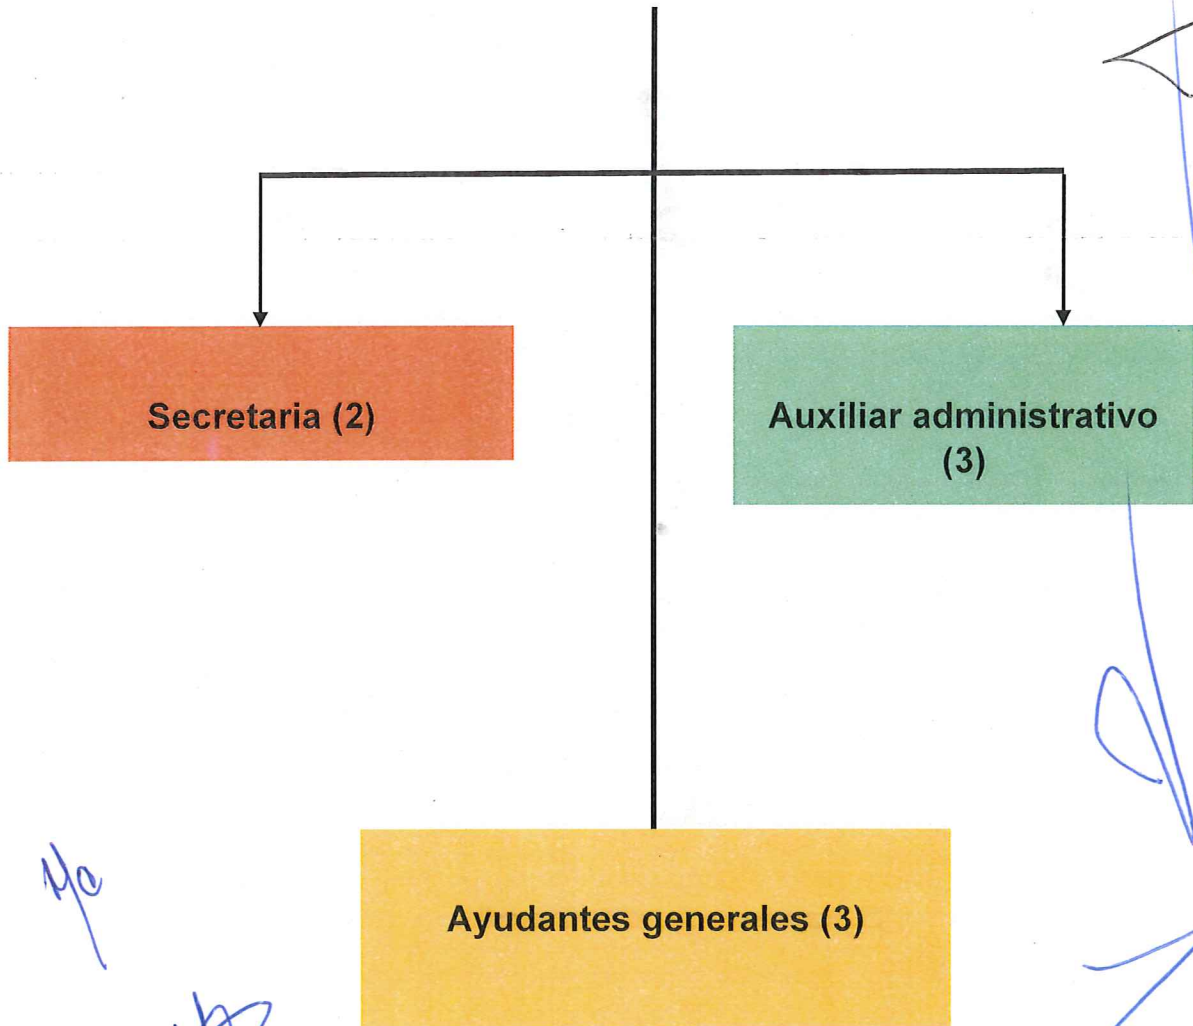 Secretaria (2)
Auxiliar administrativo
(3)
Ayudantes generales (3)